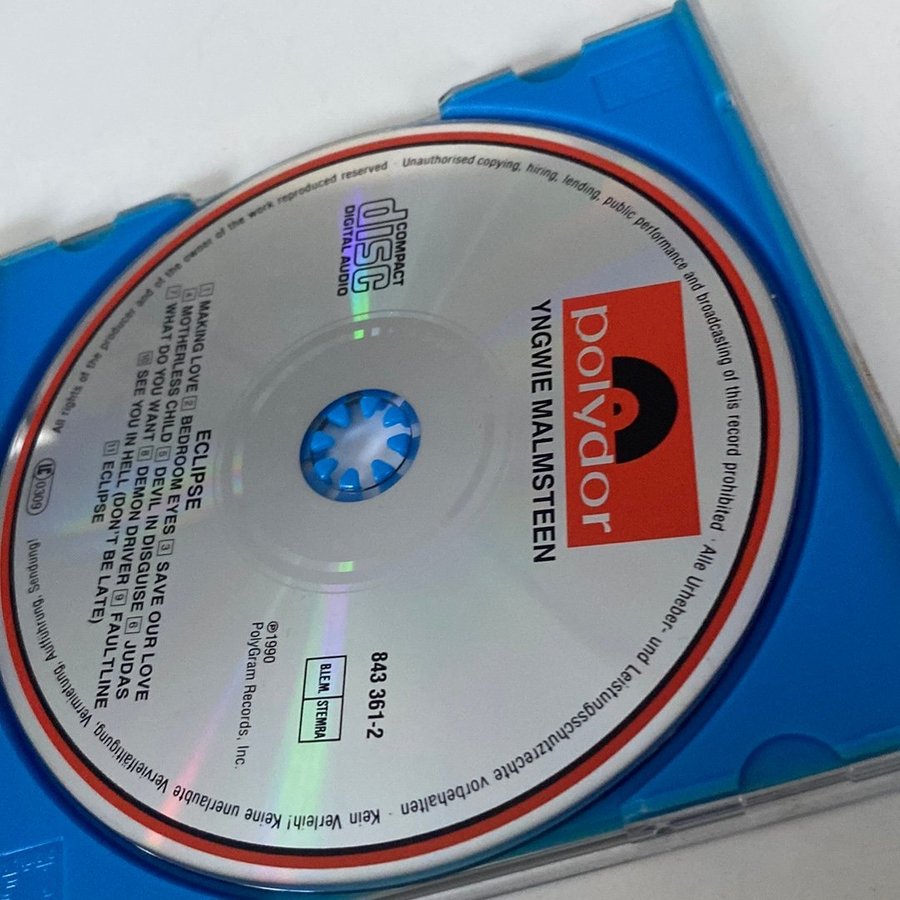 polydor
YNGWIE MALMSTEEN
COMPACT
disc
DIGITAL AUDIO
843 361-2
B.I.E.M. STEMRA
℗1990
PolyGram Records, Inc.
ECLIPSE
1 MAKING LOVE 2 BEDROOM EYES 3 SAVE OUR LOVE
4 MOTHERLESS CHILD 5 DEVIL IN DISGUISE 6 JUDAS
7 WHAT DO YOU WANT 8 DEMON DRIVER 9 FAULTLINE
10 SEE YOU IN HELL (DON'T BE LATE)
11 ECLIPSE
LC 0309
All rights of the producer and of the owner of the work reproduced reserved · Unauthorised copying, hiring, lending, public performance and broadcasting of this record prohibited · Alle Urheber- und Leistungsschutzrechte vorbehalten · Kein Verleih! Keine unerlaubte Vervielfältigung, Vermietung, Aufführung, Sendung!